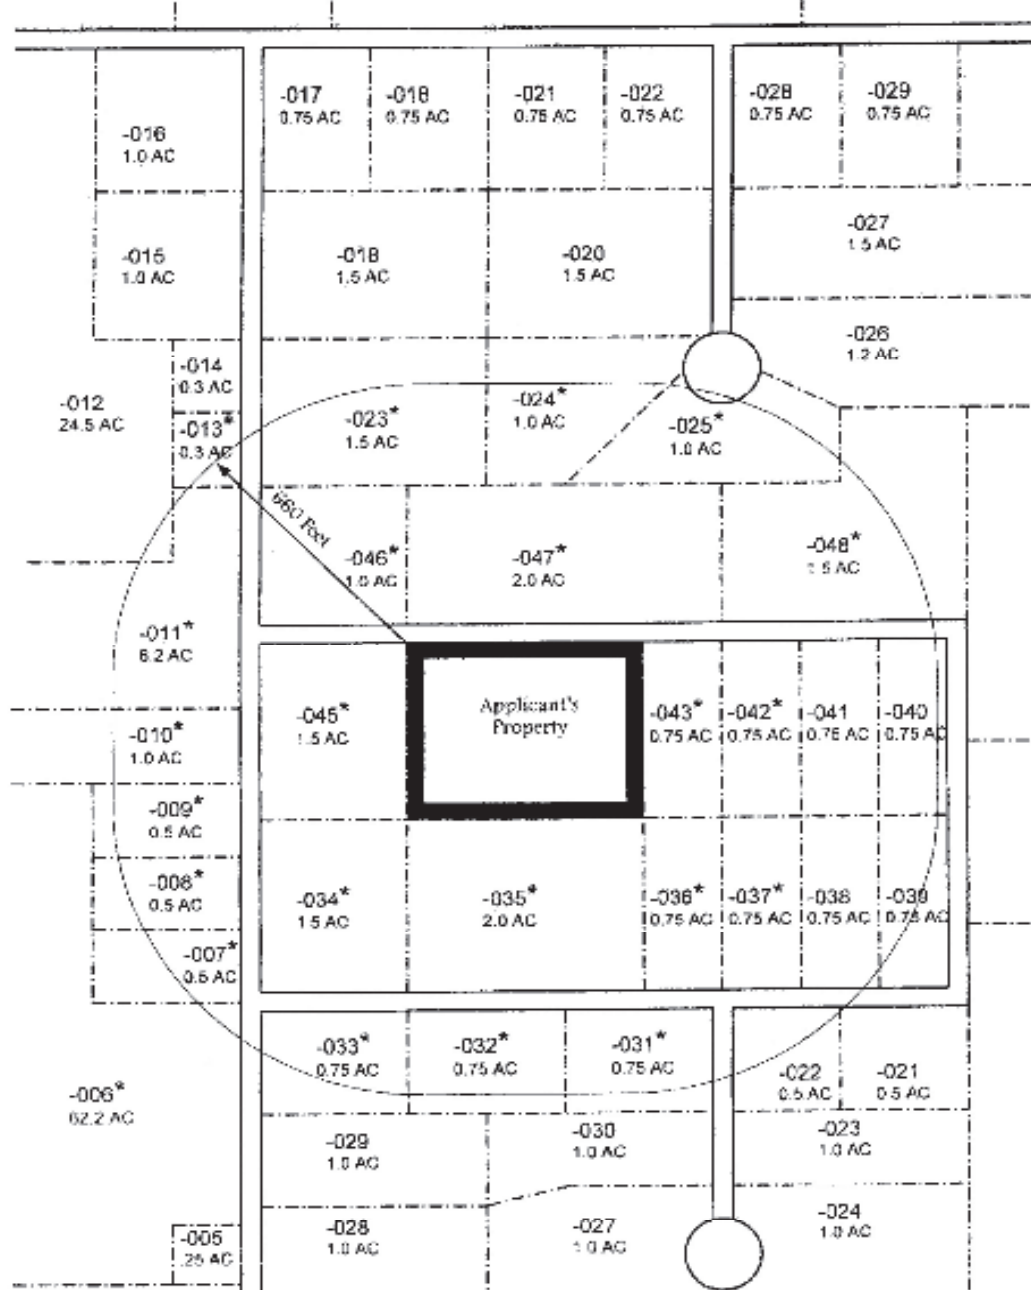 -017
0.75 AC
-018
0.75 AC
-021
0.75 AC
-022
0.75 AC
-028
0.75 AC
-029
0.75 AC
-016
1.0 AC
-015
1.0 AC
-018
1.5 AC
-020
1.5 AC
-027
1.5 AC
-026
1.2 AC
-014
0.3 AC
-012
24.5 AC
-013*
0.3 AC
-023*
1.5 AC
-024*
1.0 AC
-025*
1.0 AC
660 Feet
-046*
1.0 AC
-047*
2.0 AC
-048*
1.5 AC
-011*
6.2 AC
-045*
1.5 AC
Applicant's
Property
-043*
0.75 AC
-042*
0.75 AC
-041
0.75 AC
-040
0.75 AC
-010*
1.0 AC
-009*
0.5 AC
-008*
0.5 AC
-007*
0.5 AC
-034*
1.5 AC
-035*
2.0 AC
-036*
0.75 AC
-037*
0.75 AC
-038
0.75 AC
-039
0.75 AC
-033*
0.75 AC
-032*
0.75 AC
-031*
0.75 AC
-022
0.5 AC
-021
0.5 AC
-006*
62.2 AC
-029
1.0 AC
-030
1.0 AC
-023
1.0 AC
-005
.25 AC
-028
1.0 AC
-027
1.0 AC
-024
1.0 AC